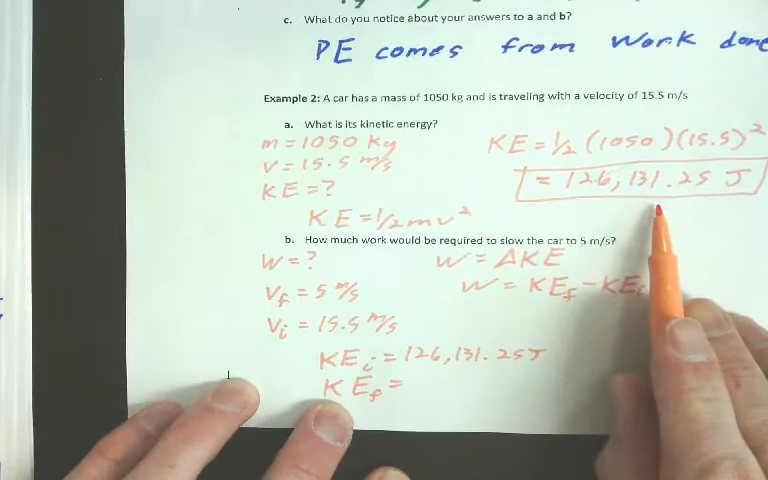 c. What do you notice about your answers to a and b?
PE comes from work done
Example 2: A car has a mass of 1050 kg and is traveling with a velocity of 15.5 m/s
a. What is its kinetic energy?
m = 1050 kg
v = 15.5 m/s
KE = ?
KE = 1/2 mv²
KE = 1/2 (1050)(15.5)²
= 126,131.25 J
b. How much work would be required to slow the car to 5 m/s?
W = ?
Vf = 5 m/s
Vi = 15.5 m/s
W = ΔKE
W = KEf - KEi
KEi = 126,131.25 J
KEf =